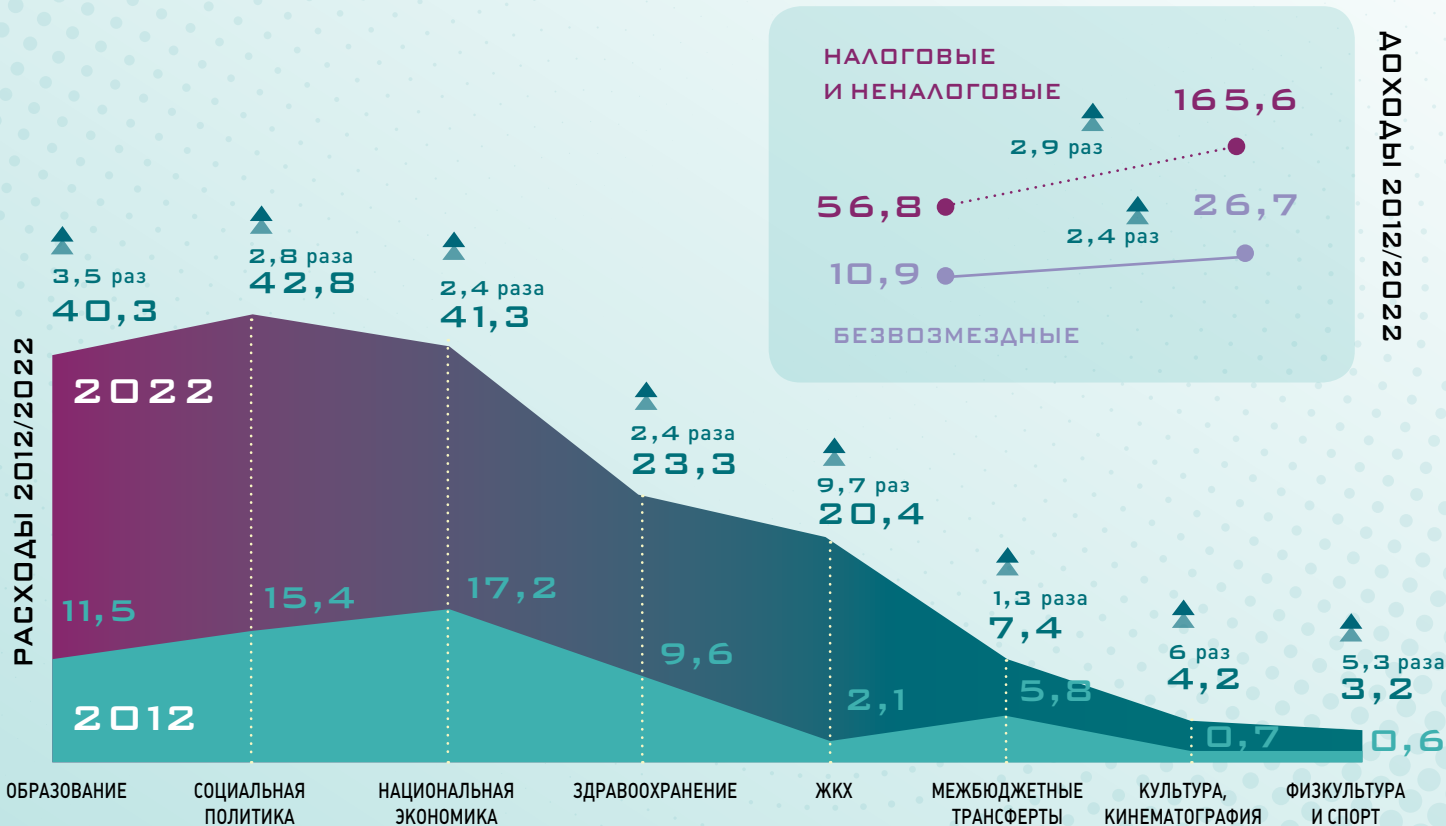 НАЛОГОВЫЕ
И НЕНАЛОГОВЫЕ
165,6
2,9 раз
56,8
26,7
2,4 раз
10,9
БЕЗВОЗМЕЗДНЫЕ
ДОХОДЫ 2012/2022
РАСХОДЫ 2012/2022
3,5 раз
40,3
2,8 раза
42,8
2,4 раза
41,3
2,4 раза
23,3
9,7 раз
20,4
1,3 раза
7,4
6 раз
4,2
5,3 раза
3,2
2022
11,5
15,4
17,2
9,6
2,1
5,8
0,7
0,6
2012
ОБРАЗОВАНИЕ
СОЦИАЛЬНАЯ
ПОЛИТИКА
НАЦИОНАЛЬНАЯ
ЭКОНОМИКА
ЗДРАВООХРАНЕНИЕ
ЖКХ
МЕЖБЮДЖЕТНЫЕ
ТРАНСФЕРТЫ
КУЛЬТУРА,
КИНЕМАТОГРАФИЯ
ФИЗКУЛЬТУРА
И СПОРТ